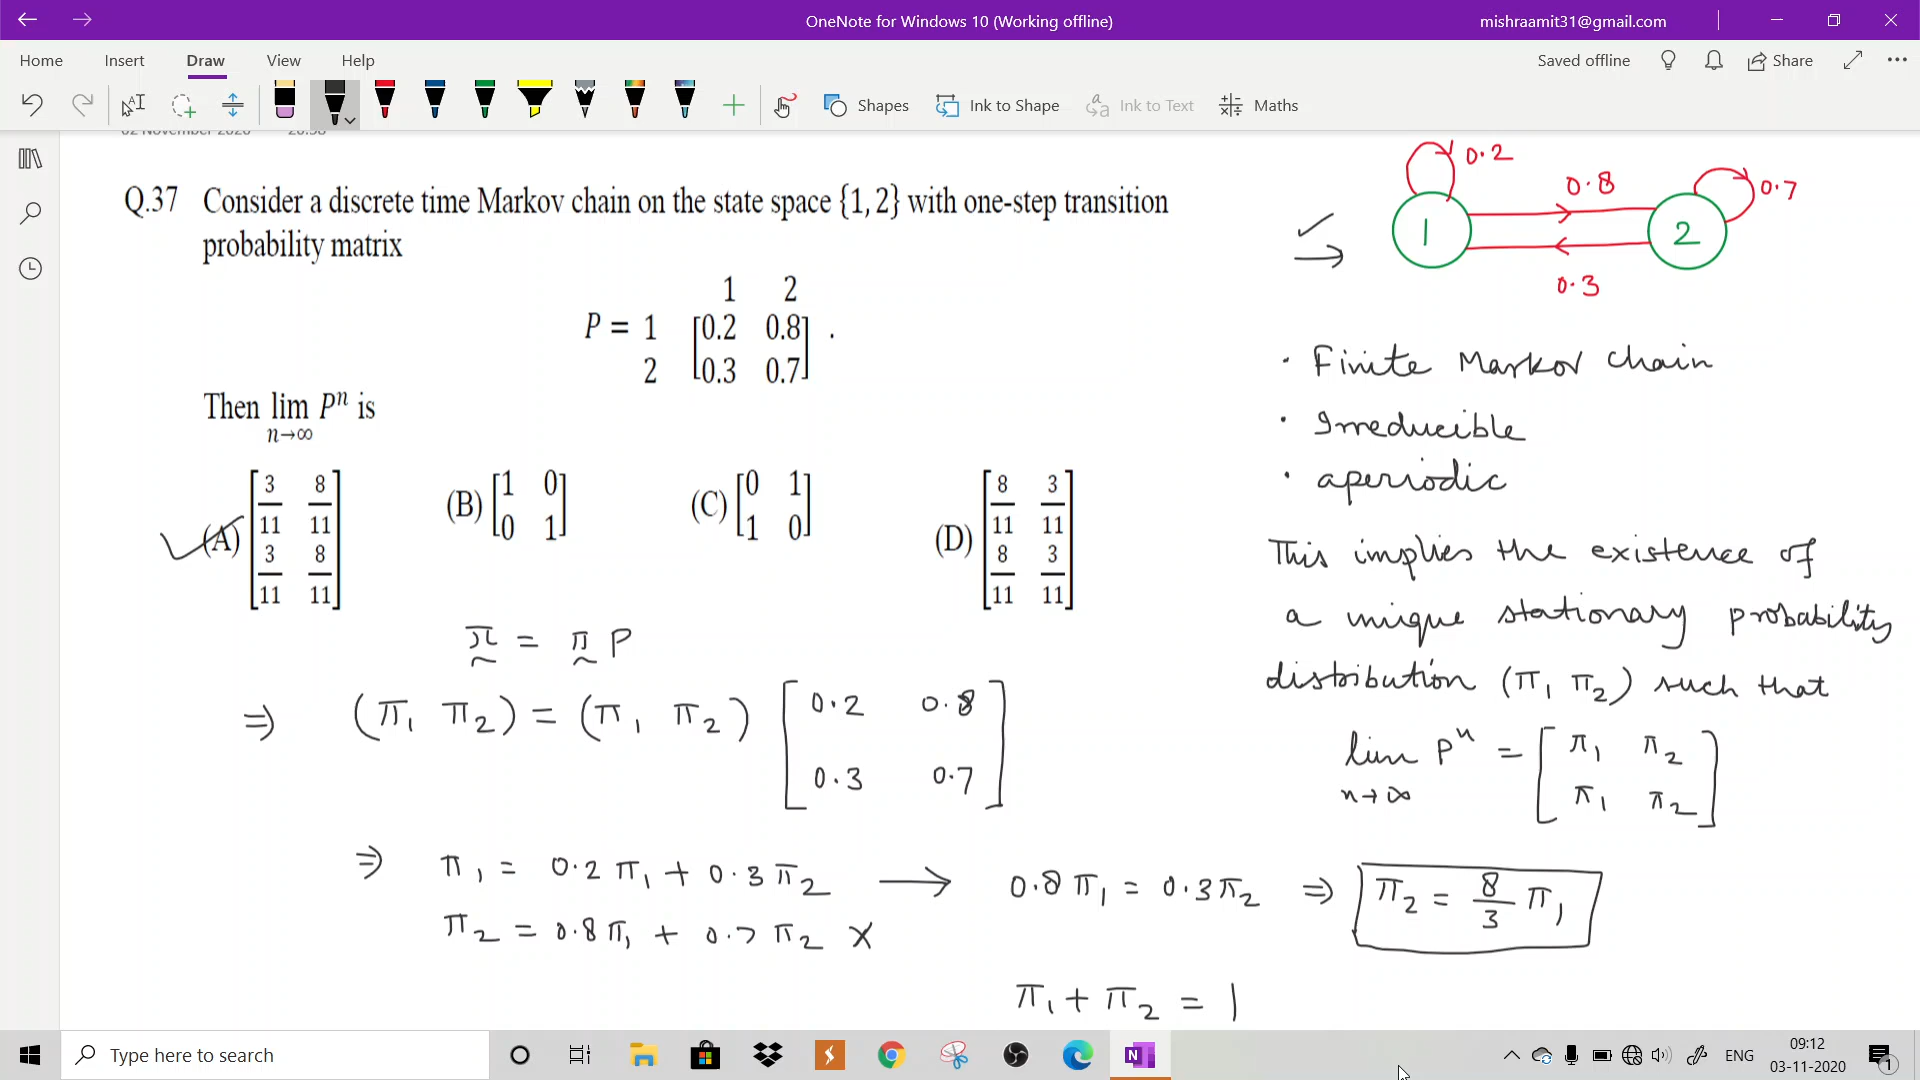 OneNote for Windows 10 (Working offline)
mishraamit31@gmail.com
Home Insert Draw View Help
Saved offline Share
Shapes Ink to Shape Ink to Text Maths
02 November 2020 20:58
Q.37 Consider a discrete time Markov chain on the state space {1, 2} with one-step transition
probability matrix
1 2
P = 1 [0.2 0.8] .
2 [0.3 0.7]
Then lim Pⁿ is
n→∞
(A) [3/11 8/11
3/11 8/11]
(B) [1 0
0 1]
(C) [0 1
1 0]
(D) [8/11 3/11
8/11 3/11]
π = π P
⇒ (π₁ π₂) = (π₁ π₂) [0.2 0.8
0.3 0.7]
⇒ π₁ = 0.2 π₁ + 0.3 π₂ → 0.8 π₁ = 0.3 π₂ ⇒ π₂ = 8/3 π₁
π₂ = 0.8 π₁ + 0.7 π₂ ×
π₁ + π₂ = 1
0.2
0.8
0.7
1 2
0.3
· Finite Markov chain
· Irreducible
· aperiodic
This implies the existence of
a unique stationary probability
distribution (π₁ π₂) such that
lim Pⁿ = [π₁ π₂
n→∞ π₁ π₂]
Type here to search
ENG
09:12
03-11-2020
1